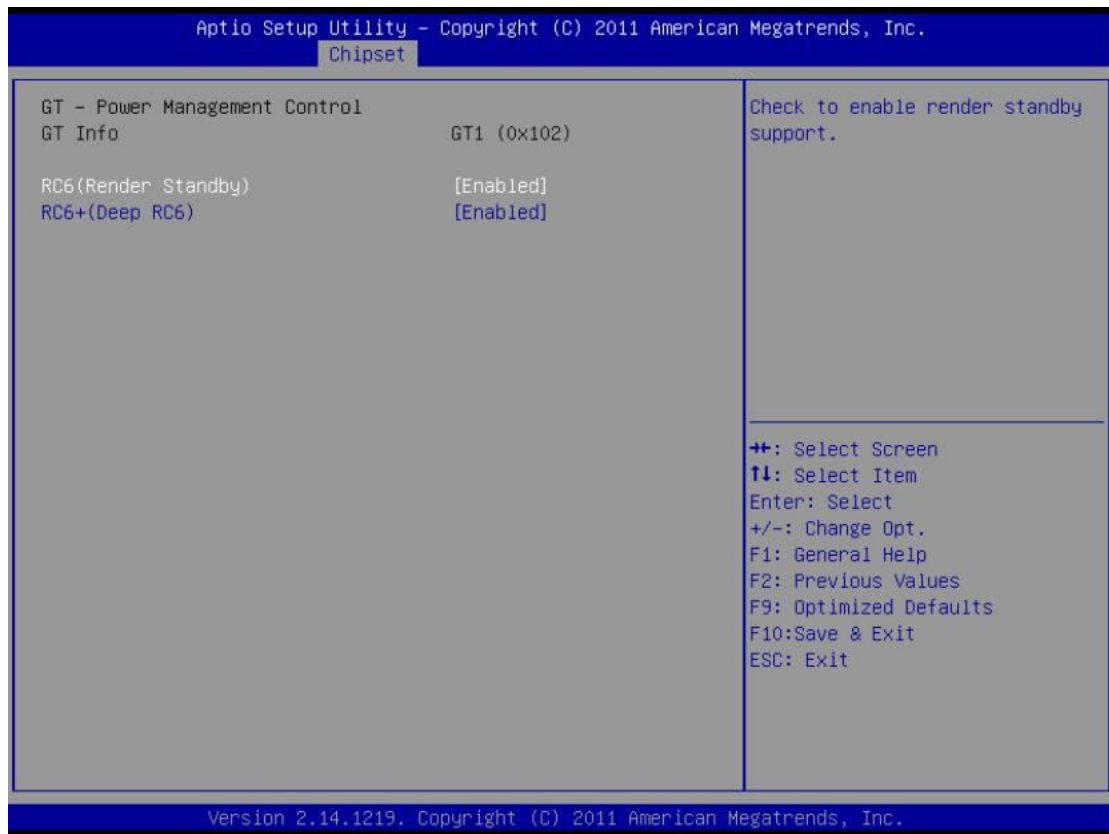 Aptio Setup Utility – Copyright (C) 2011 American Megatrends, Inc.
Chipset
GT – Power Management Control
GT Info GT1 (0x102)
RC6(Render Standby) [Enabled]
RC6+(Deep RC6) [Enabled]
Check to enable render standby
support.
→←: Select Screen
↑↓: Select Item
Enter: Select
+/-: Change Opt.
F1: General Help
F2: Previous Values
F9: Optimized Defaults
F10:Save & Exit
ESC: Exit
Version 2.14.1219. Copyright (C) 2011 American Megatrends, Inc.